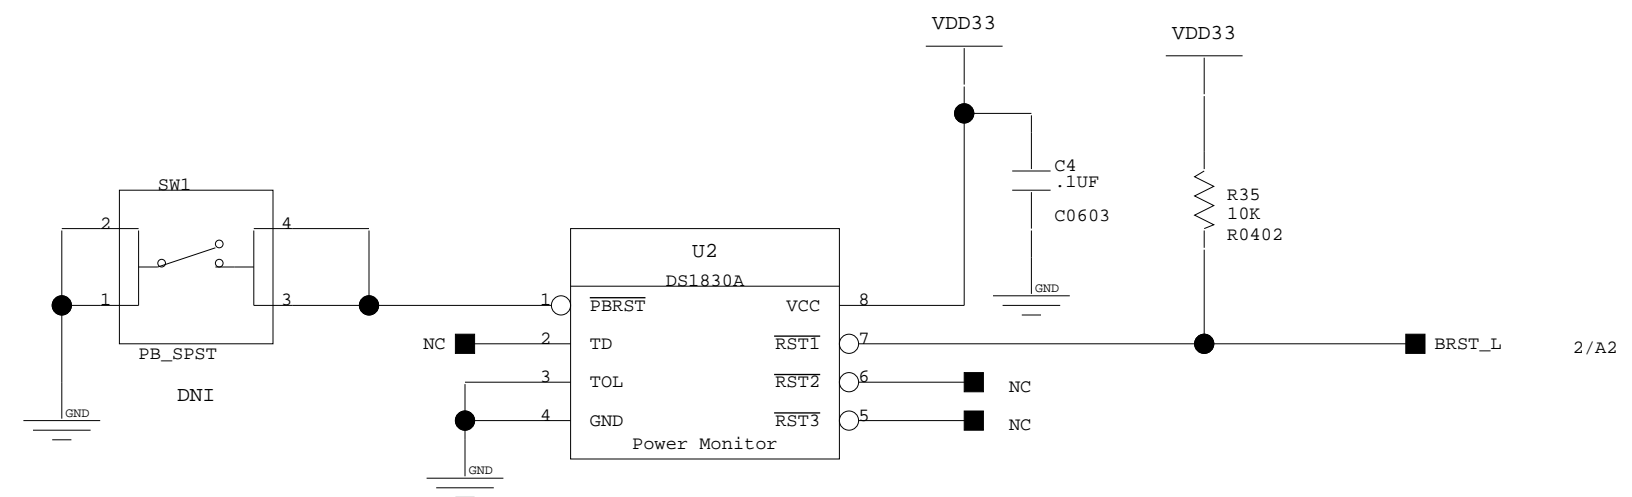 VDD33
VDD33
C4
.1UF
C0603
R35
10K
R0402
GND
SW1
2
4
1
3
PB_SPST
DNI
GND
U2
DS1830A
1
PBRST
VCC
8
NC
2
TD
RST1
7
BRST_L
2/A2
3
TOL
RST2
6
NC
4
GND
RST3
5
NC
Power Monitor
GND